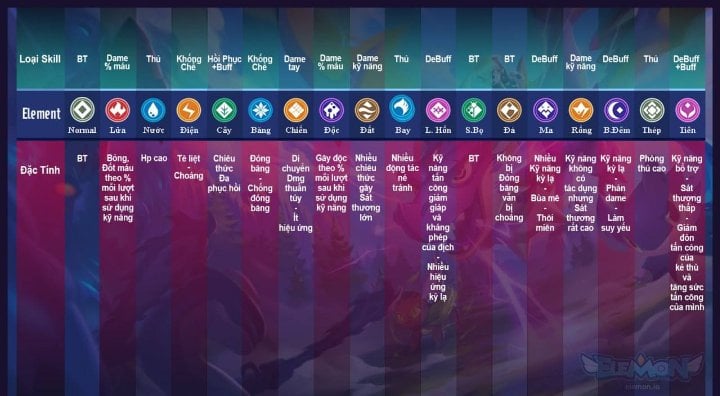 Loại Skill BT Dame % máu Thủ Khống Chế Hồi Phục +Buff Khống Chế Dame tay Dame % máu Dame kỹ năng Thủ DeBuff BT BT DeBuff Dame kỹ năng DeBuff Thủ DeBuff +Buff
Element Normal Lửa Nước Điện Cây Băng Chiến Độc Đất Bay L. Hồn S.Bọ Đá Ma Rồng B.Đêm Thép Tiên
Đặc Tính
BT
Bỏng,
Đốt máu
theo %
mỗi lượt
sau khi
sử dụng
kỹ năng
Hp cao
Tê liệt
-
Choáng
Chiêu
thức
Đa
phục hồi
Đóng
băng
-
Chống
đóng
băng
Di
chuyển
Dmg
thuần
túy
-
Ít
hiệu ứng
Gây độc
theo %
mỗi lượt
sau khi
sử dụng
kỹ năng
Nhiều
chiêu thức
gây
Sát
thương
lớn
Nhiều
động tác
né
tránh
Kỹ
năng
tấn công
giảm
giáp
và
kháng
phép
của địch
-
Nhiều
hiệu
ứng
kỳ lạ
BT
Không
bị
Đóng
băng
vẫn
bị
choáng
Nhiều
Kỹ năng
kỳ lạ
-
Bùa mê
-
Thôi
miên
Kỹ năng
không
có
tác dụng
nhưng
Sát
thương
rất cao
Kỹ năng
kỳ lạ
-
Phản
dame
-
Làm
suy yếu
Phòng
thủ cao
Kỹ năng
bổ trợ
-
Sát
thương
thấp
-
Giảm
đòn
tấn công
của
kẻ thù
và
tăng sức
tấn công
của mình
ELEMON
elemon.io